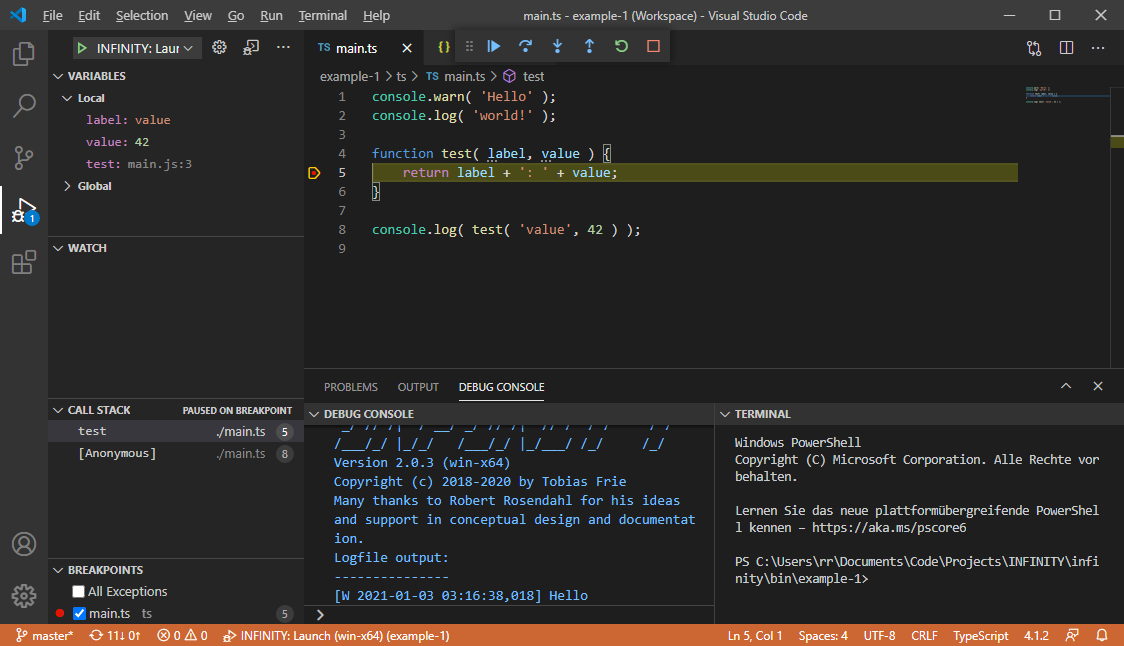 File Edit Selection View Go Run Terminal Help main.ts - example-1 (Workspace) - Visual Studio Code
INFINITY: Laur
TS main.ts
{}
VARIABLES
Local
label: value
value: 42
test: main.js:3
Global
WATCH
CALL STACK PAUSED ON BREAKPOINT
test ./main.ts 5
[Anonymous] ./main.ts 8
BREAKPOINTS
All Exceptions
main.ts ts 5
1
example-1 > ts > TS main.ts > test
1 console.warn( 'Hello' );
2 console.log( 'world!' );
3
4 function test( label, value ) {
5 return label + ': ' + value;
6 }
7
8 console.log( test( 'value', 42 ) );
9
PROBLEMS OUTPUT DEBUG CONSOLE
DEBUG CONSOLE
/___/_/ |_/_/ /___/_/ |_/___/ /_/ /_/
Version 2.0.3 (win-x64)
Copyright (c) 2018-2020 by Tobias Frie
Many thanks to Robert Rosendahl for his ideas
and support in conceptual design and documentat
ion.
Logfile output:
---------------
[W 2021-01-03 03:16:38,018] Hello
>
TERMINAL
Windows PowerShell
Copyright (C) Microsoft Corporation. Alle Rechte vor
behalten.
Lernen Sie das neue plattformübergreifende PowerShel
l kennen – https://aka.ms/pscore6
PS C:\Users\rr\Documents\Code\Projects\INFINITY\infi
nity\bin\example-1>
master* 11↓ 0↑ 0 0 INFINITY: Launch (win-x64) (example-1) Ln 5, Col 1 Spaces: 4 UTF-8 CRLF TypeScript 4.1.2